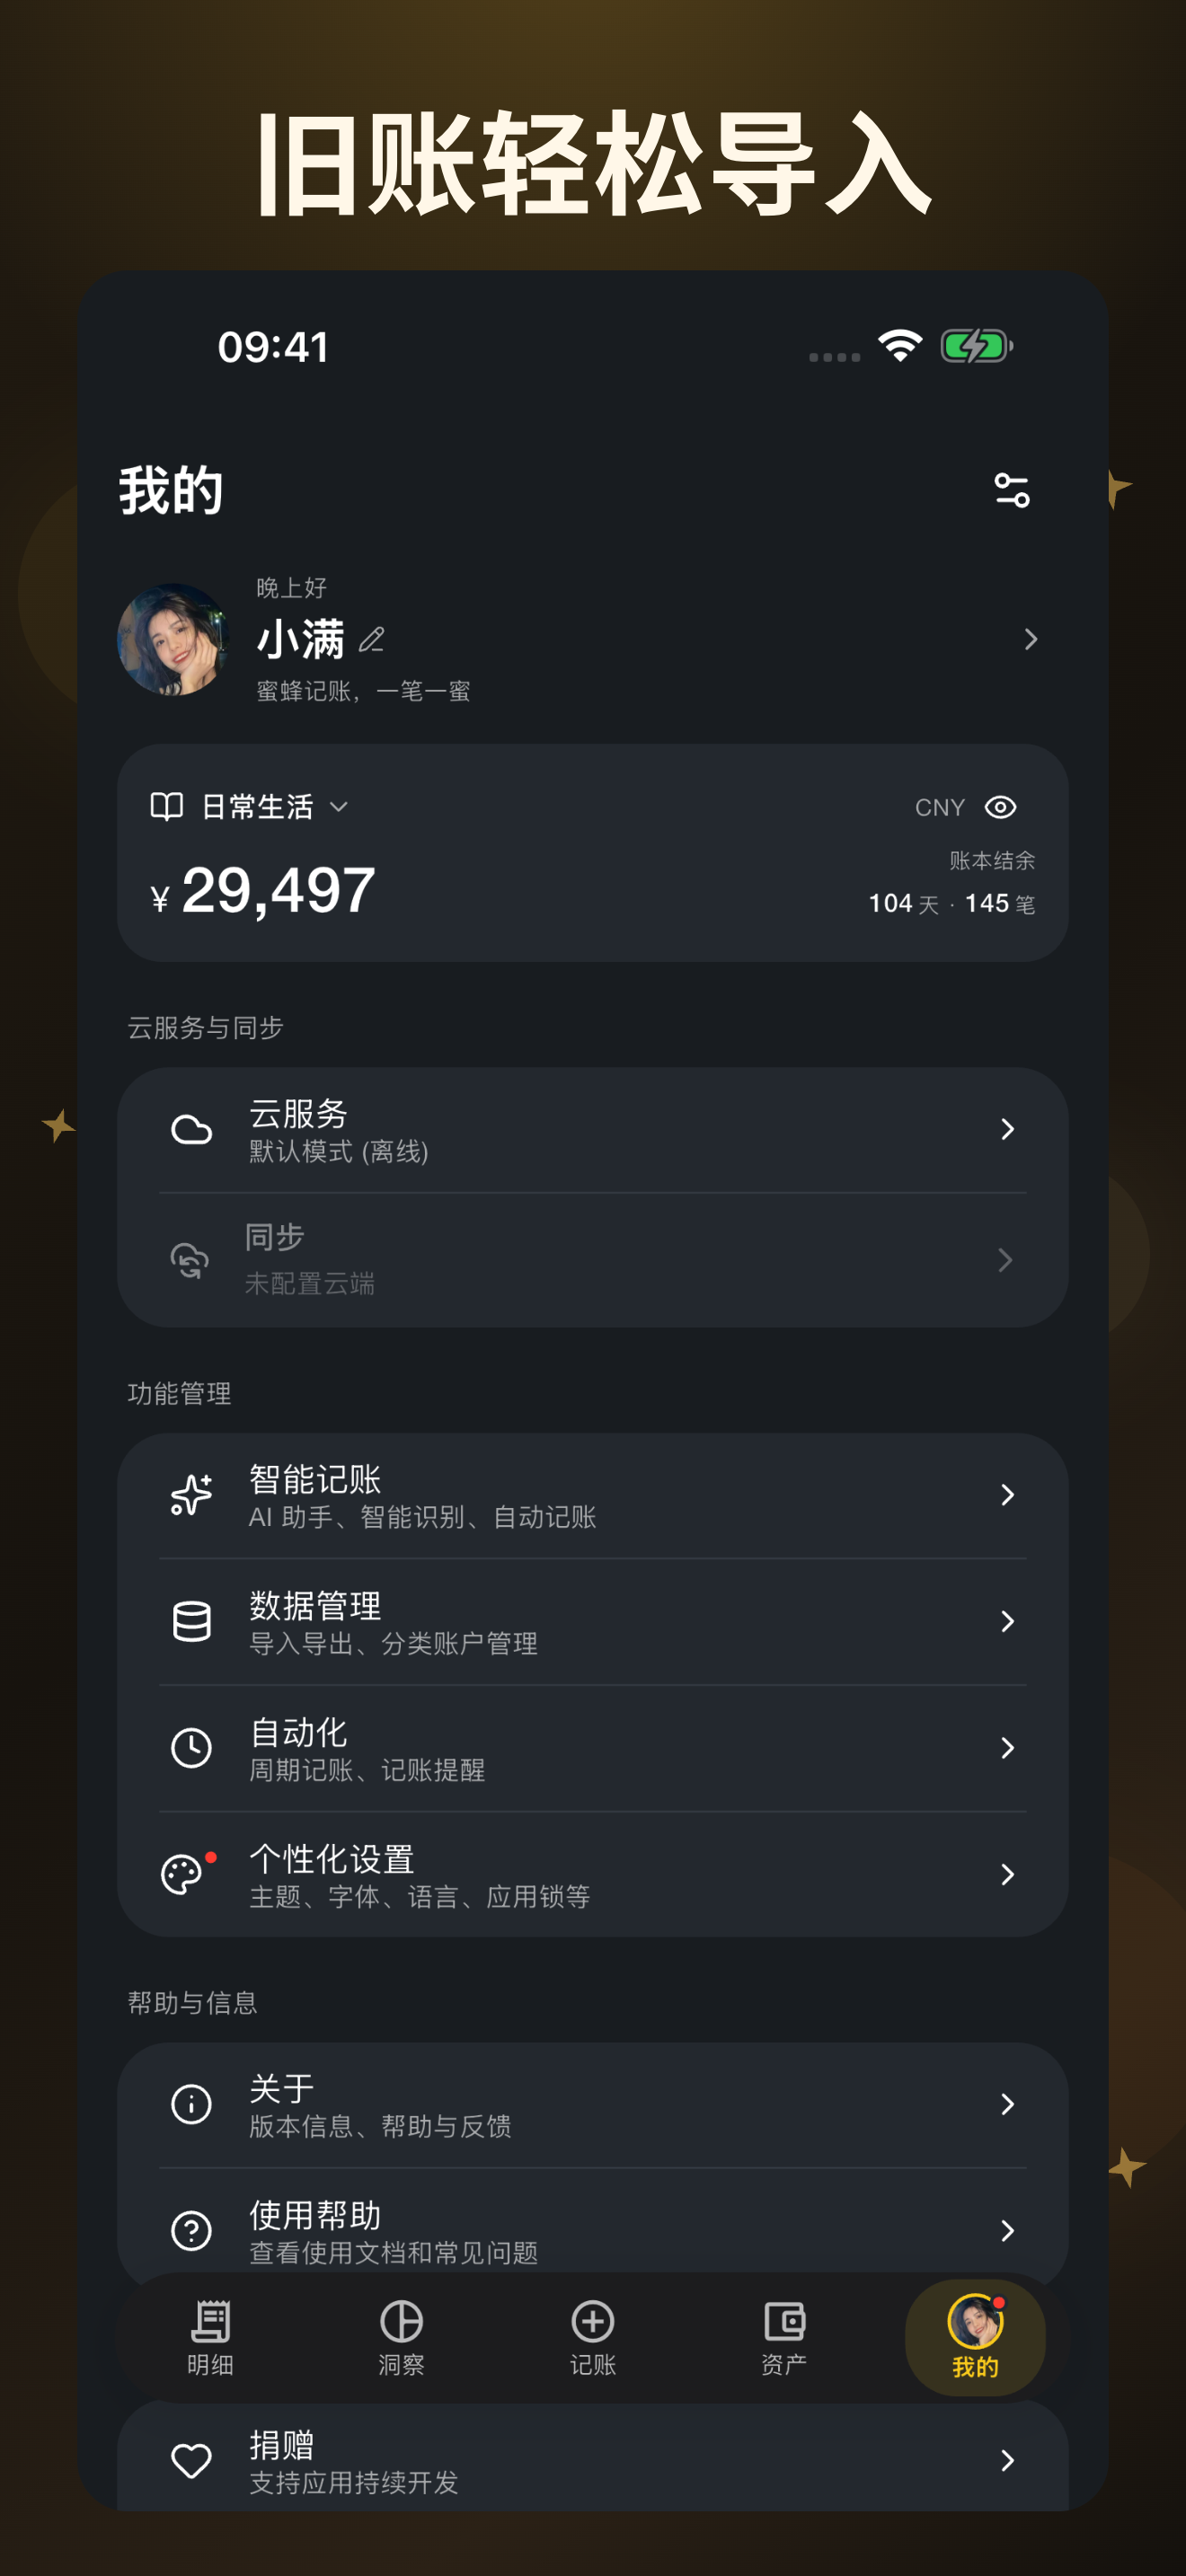 旧账轻松导入
09:41
我的
晚上好
小满
蜜蜂记账，一笔一蜜
日常生活
CNY
账本结余
¥ 29,497
104 天 · 145 笔
云服务与同步
云服务
默认模式 (离线)
同步
未配置云端
功能管理
智能记账
AI 助手、智能识别、自动记账
数据管理
导入导出、分类账户管理
自动化
周期记账、记账提醒
个性化设置
主题、字体、语言、应用锁等
帮助与信息
关于
版本信息、帮助与反馈
使用帮助
查看使用文档和常见问题
明细
洞察
记账
资产
我的
捐赠
支持应用持续开发